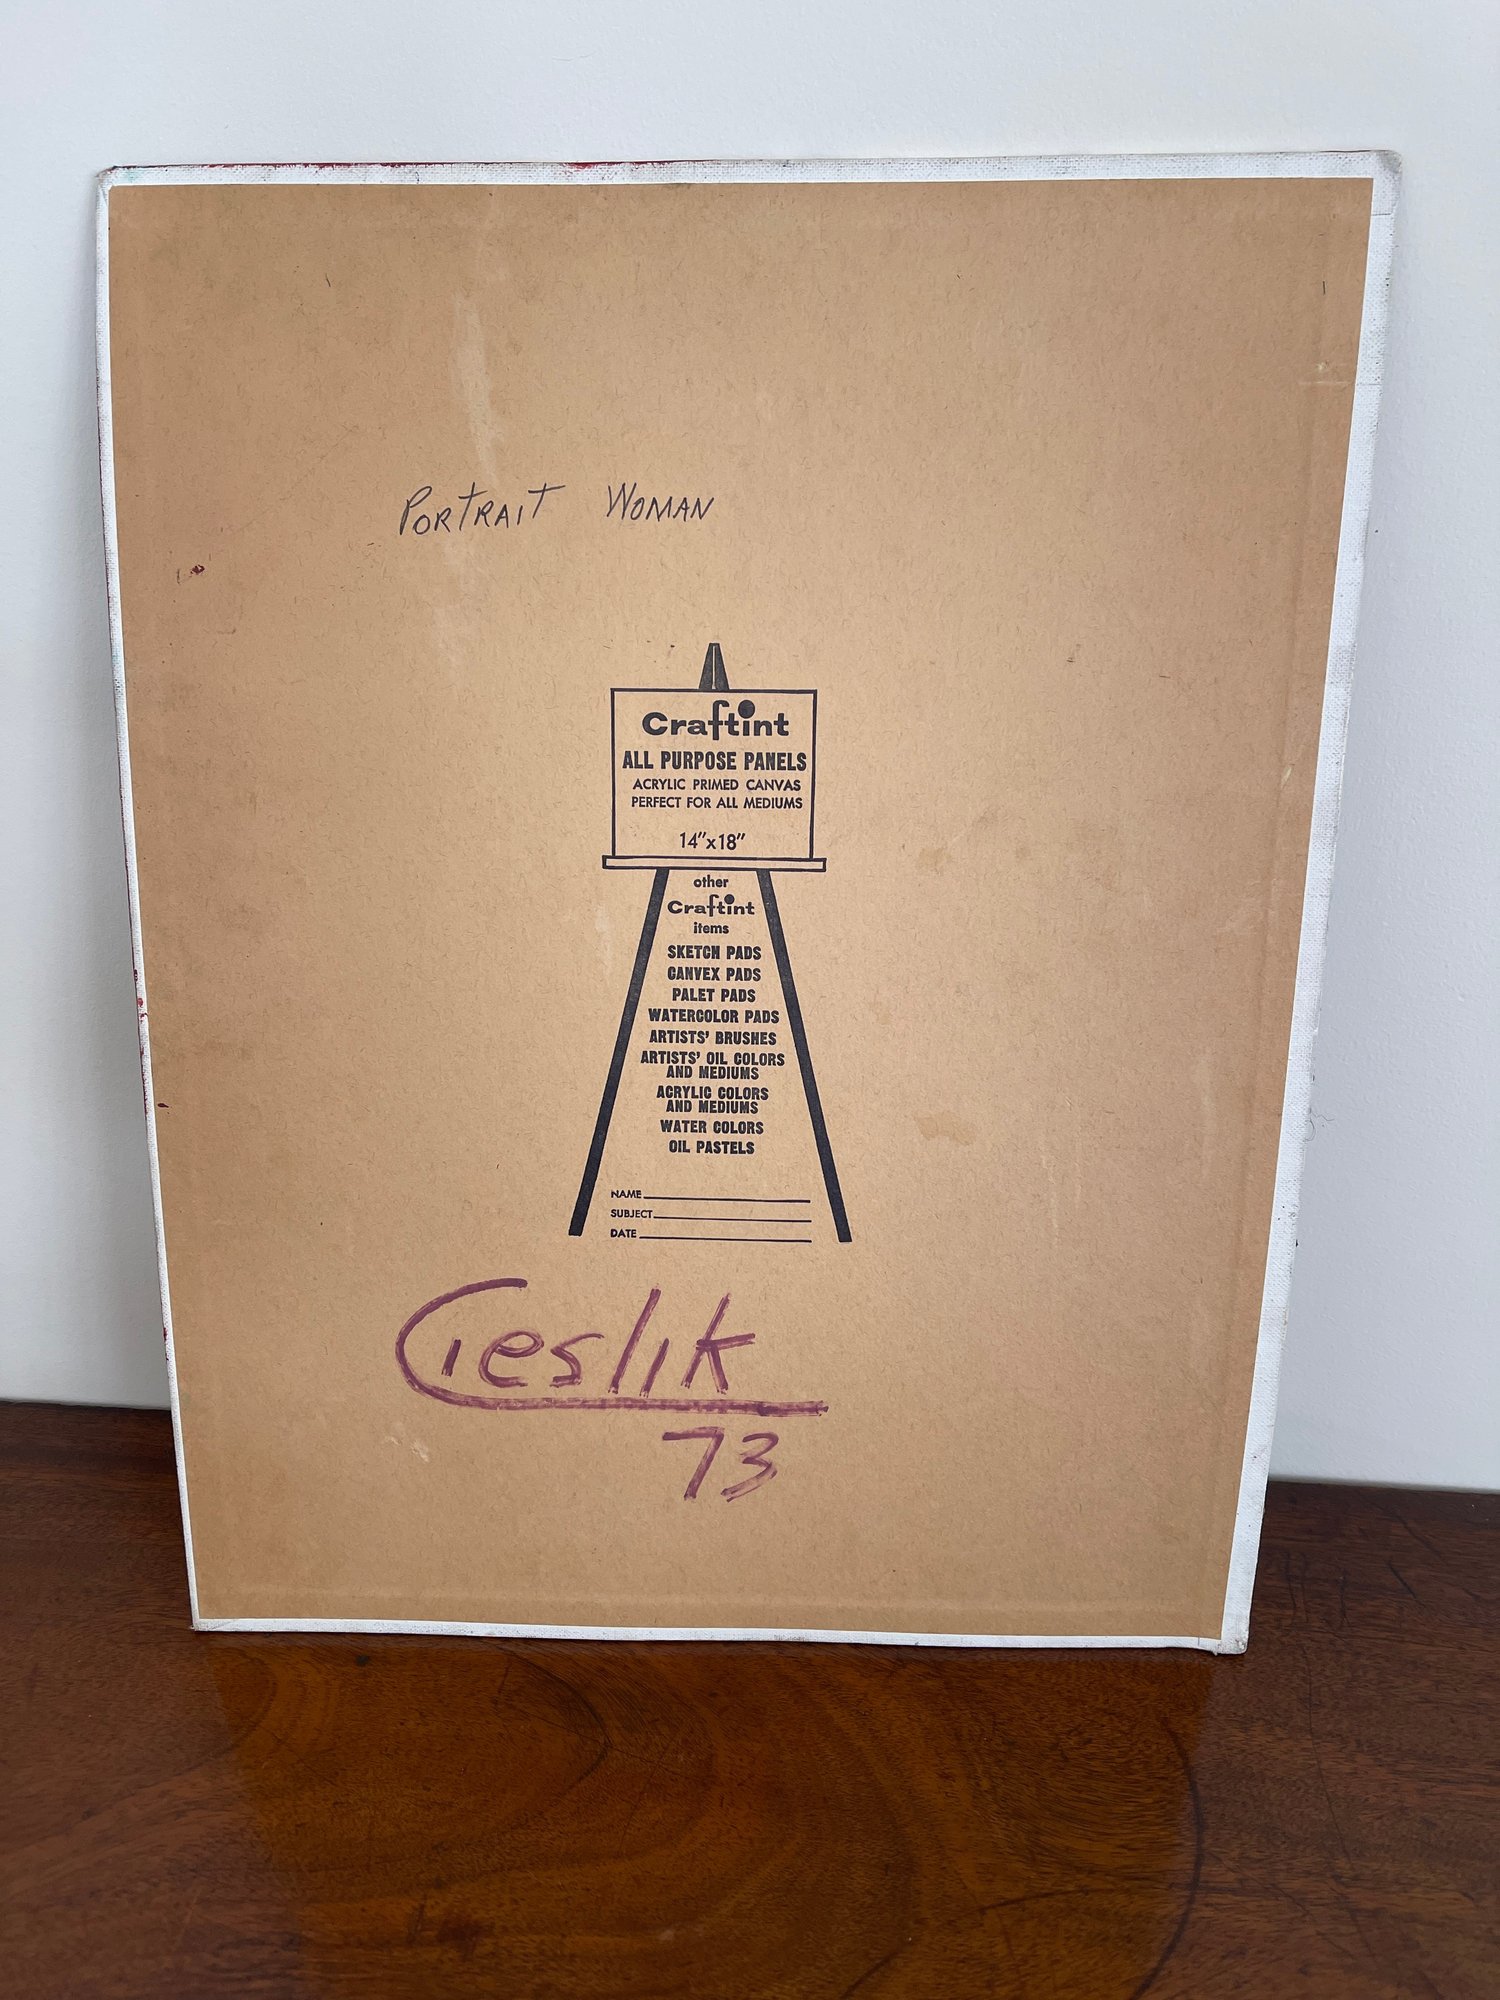 PORTRAIT WOMAN
Craftint
ALL PURPOSE PANELS
ACRYLIC PRIMED CANVAS
PERFECT FOR ALL MEDIUMS
14"x18"
other
Craftint
items
SKETCH PADS
CANVEX PADS
PALET PADS
WATERCOLOR PADS
ARTISTS' BRUSHES
ARTISTS' OIL COLORS
AND MEDIUMS
ACRYLIC COLORS
AND MEDIUMS
WATER COLORS
OIL PASTELS
NAME
SUBJECT
DATE
Cieslik
73